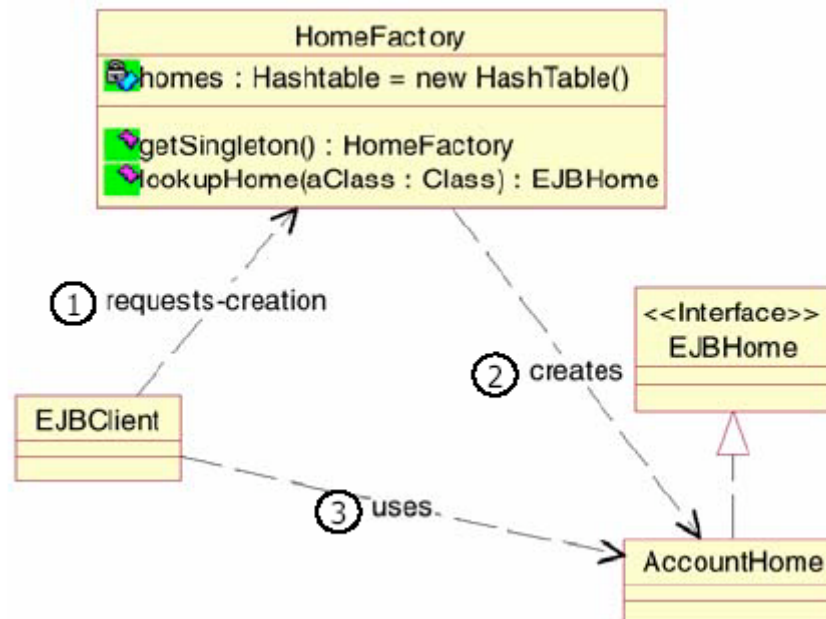 HomeFactory
homes : Hashtable = new HashTable()
getSingleton() : HomeFactory
lookupHome(aClass : Class) : EJBHome
1 requests-creation
<<Interface>>
EJBHome
2 creates
EJBClient
3 uses
AccountHome